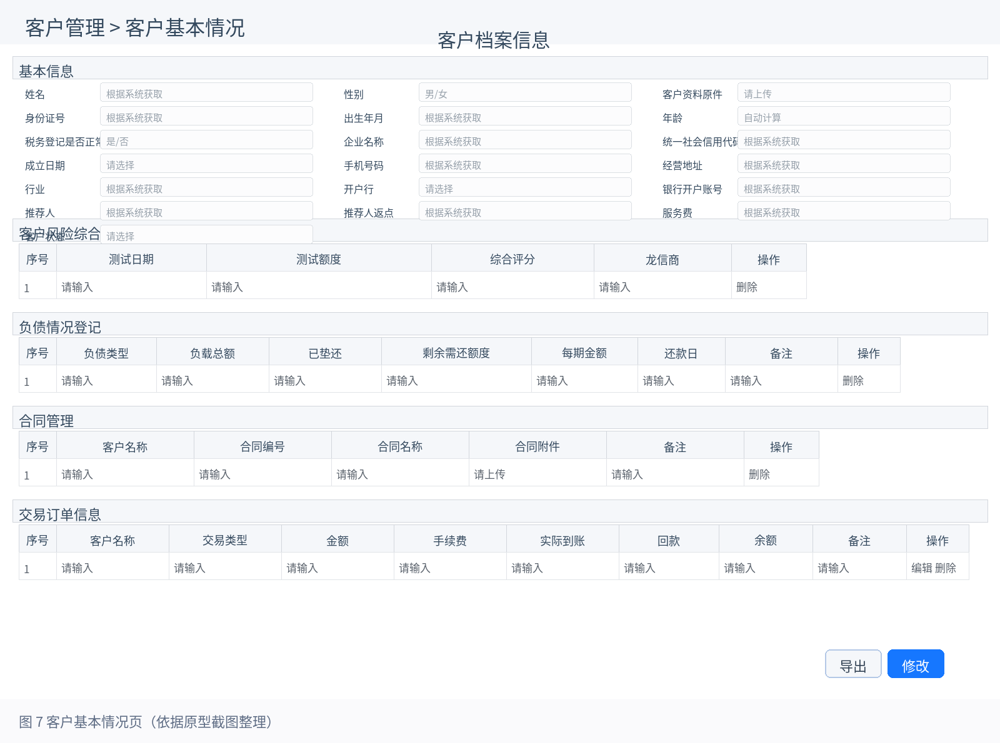 客户管理 > 客户基本情况
客户档案信息
基本信息
姓名 根据系统获取 性别 男/女 客户资料原件 请上传
身份证号 根据系统获取 出生年月 根据系统获取 年龄 自动计算
税务登记是否正常 是/否 企业名称 根据系统获取 统一社会信用代码 根据系统获取
成立日期 请选择 手机号码 根据系统获取 经营地址 根据系统获取
行业 根据系统获取 开户行 请选择 银行开户账号 根据系统获取
推荐人 根据系统获取 推荐人返点 根据系统获取 服务费 根据系统获取
客户风险综合
客户状态 请选择
序号 测试日期 测试额度 综合评分 龙信商 操作
1 请输入 请输入 请输入 请输入 删除
负债情况登记
序号 负债类型 负载总额 已垫还 剩余需还额度 每期金额 还款日 备注 操作
1 请输入 请输入 请输入 请输入 请输入 请输入 请输入 删除
合同管理
序号 客户名称 合同编号 合同名称 合同附件 备注 操作
1 请输入 请输入 请输入 请上传 请输入 删除
交易订单信息
序号 客户名称 交易类型 金额 手续费 实际到账 回款 余额 备注 操作
1 请输入 请输入 请输入 请输入 请输入 请输入 请输入 请输入 编辑 删除
导出 修改
图 7 客户基本情况页（依据原型截图整理）